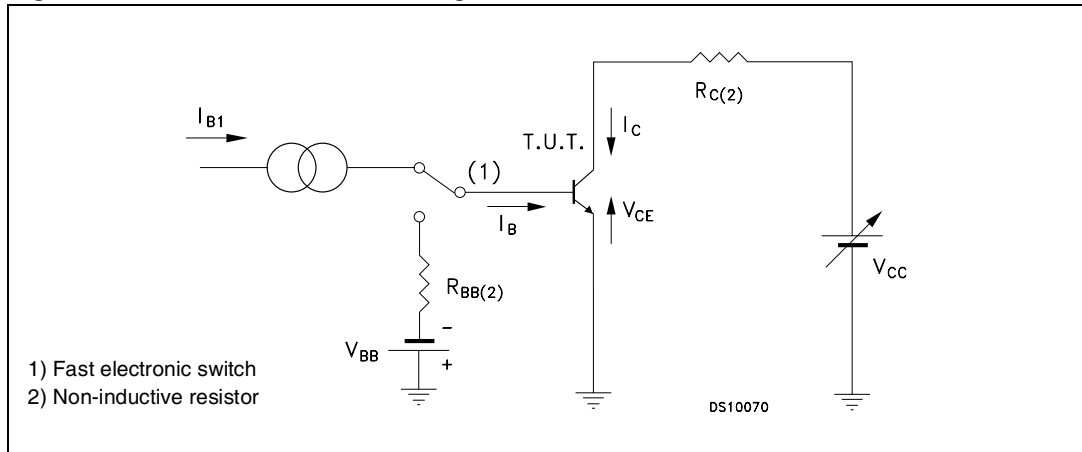 I_B1
R_C(2)
T.U.T.
I_C
(1)
I_B
V_CE
R_BB(2)
V_CC
V_BB
-
+
1) Fast electronic switch
2) Non-inductive resistor
DS10070